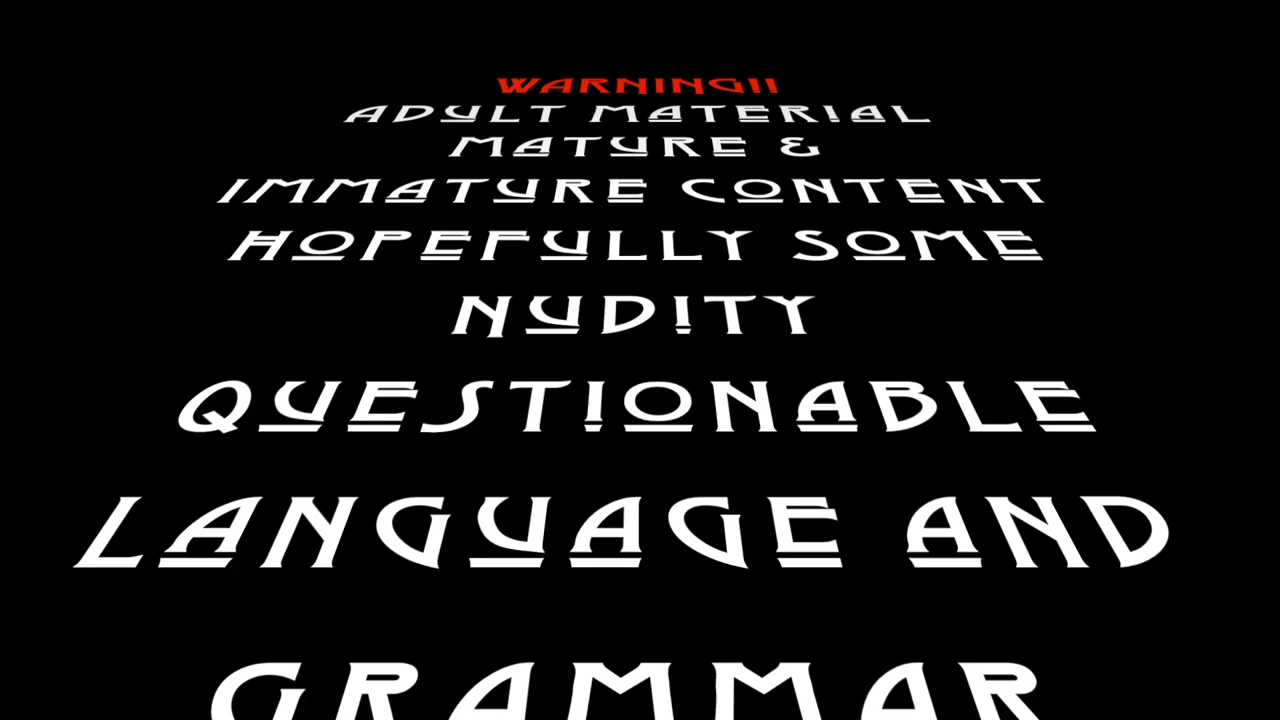 WARNING!!
ADULT MATERIAL
MATURE &
IMMATURE CONTENT
HOPEFULLY SOME
NUDITY
QUESTIONABLE
LANGUAGE AND
GRAMMAR